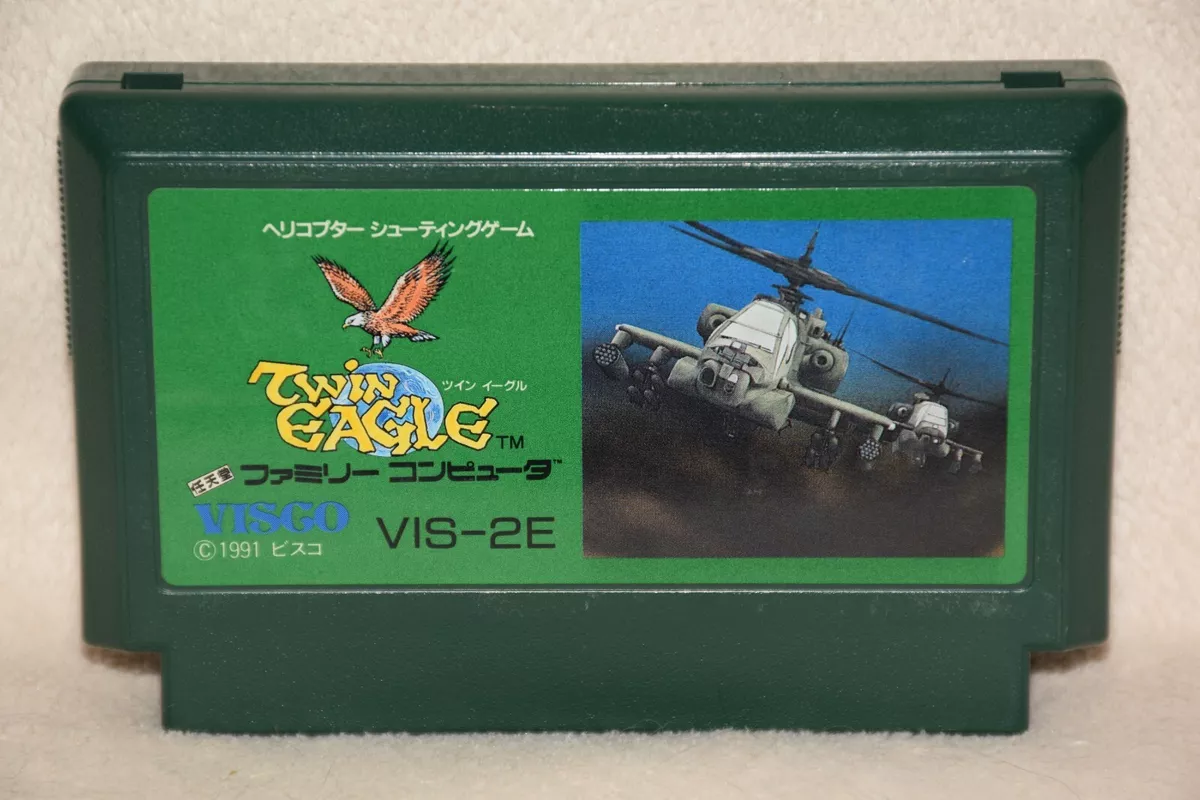 ヘリコプター シューティングゲーム
TWIN EAGLE™
ツイン イーグル
任天堂 ファミリー コンピュータ™
VISCO VIS-2E
©1991 ビスコ